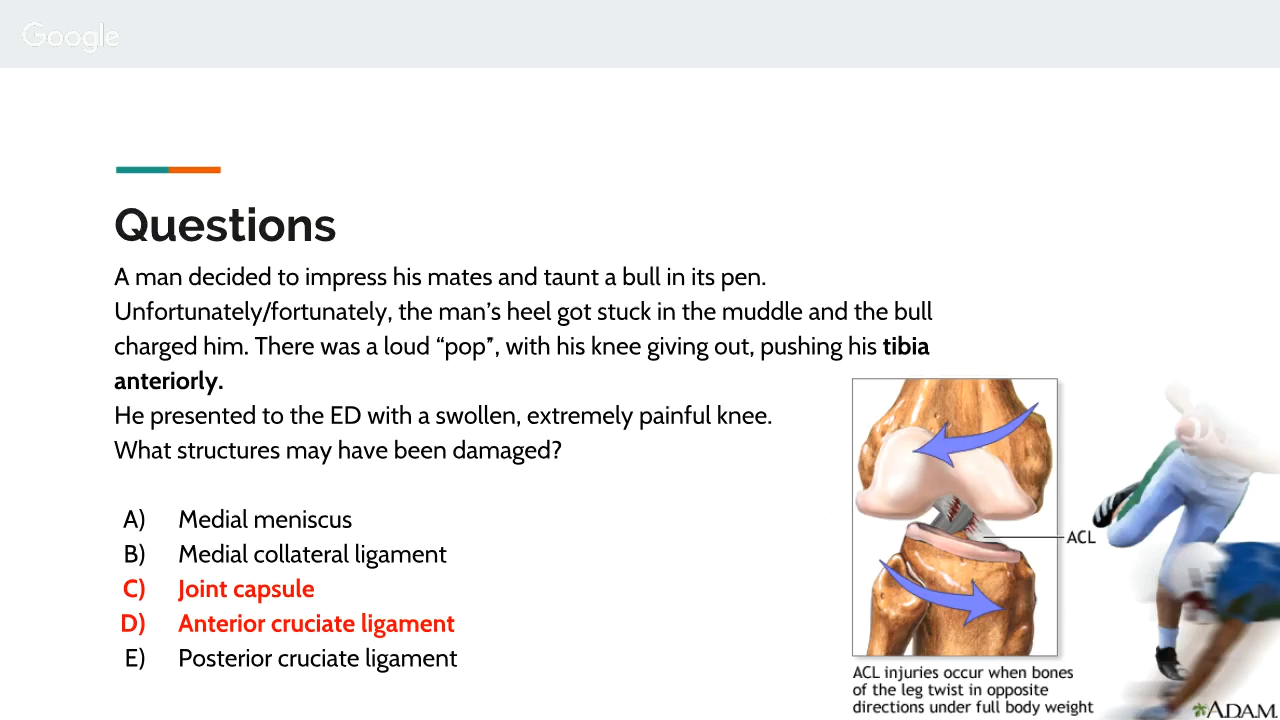 Google
Questions
A man decided to impress his mates and taunt a bull in its pen.
Unfortunately/fortunately, the man's heel got stuck in the muddle and the bull
charged him. There was a loud “pop”, with his knee giving out, pushing his tibia
anteriorly.
He presented to the ED with a swollen, extremely painful knee.
What structures may have been damaged?
A) Medial meniscus
B) Medial collateral ligament
C) Joint capsule
D) Anterior cruciate ligament
E) Posterior cruciate ligament
ACL
ACL injuries occur when bones
of the leg twist in opposite
directions under full body weight
ADAM